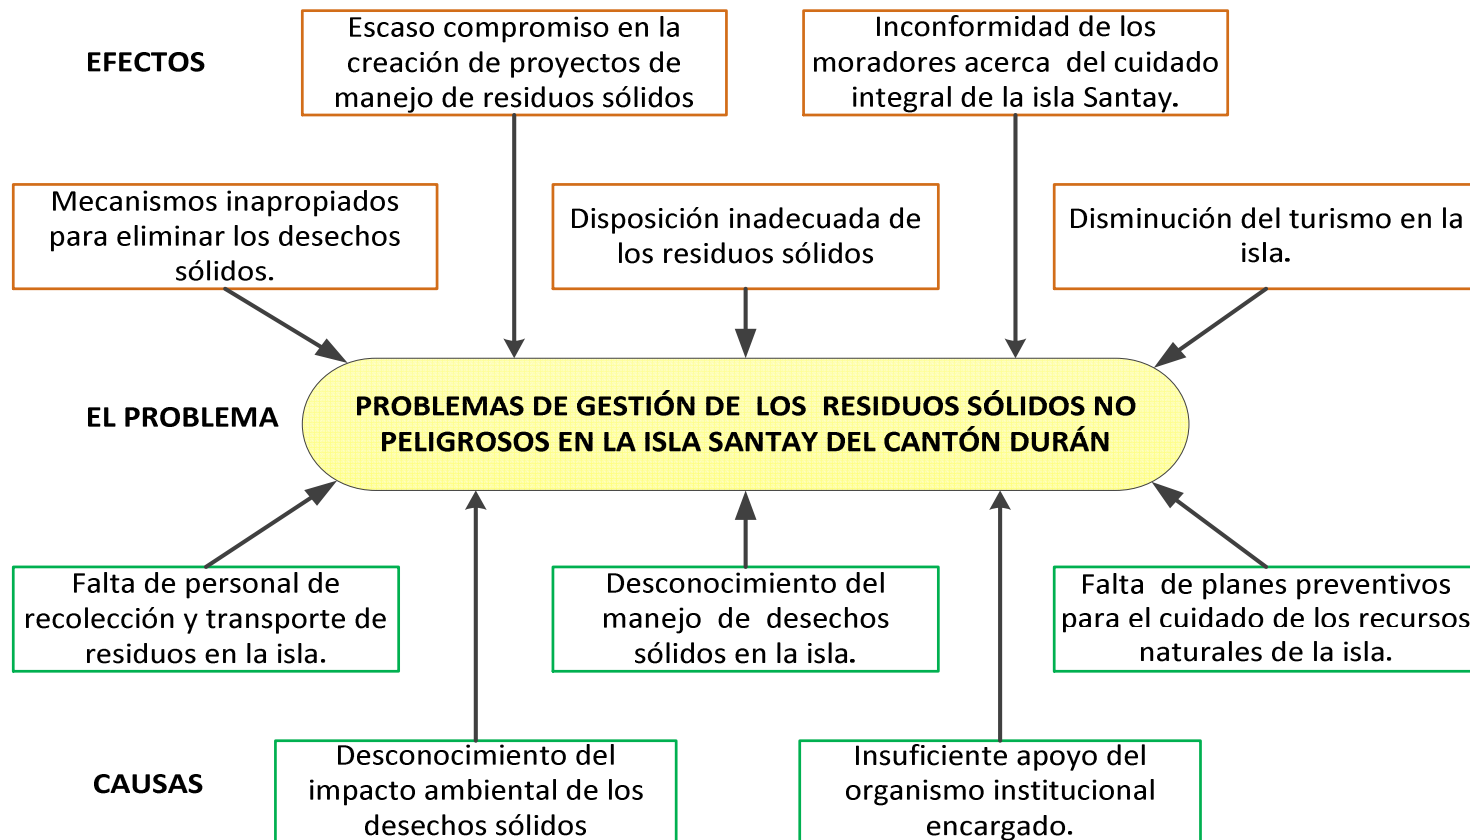 EFECTOS
Escaso compromiso en la
creación de proyectos de
manejo de residuos sólidos
Inconformidad de los
moradores acerca del cuidado
integral de la isla Santay.
Mecanismos inapropiados
para eliminar los desechos
sólidos.
Disposición inadecuada de
los residuos sólidos
Disminución del turismo en la
isla.
EL PROBLEMA
PROBLEMAS DE GESTIÓN DE LOS RESIDUOS SÓLIDOS NO
PELIGROSOS EN LA ISLA SANTAY DEL CANTÓN DURÁN
Falta de personal de
recolección y transporte de
residuos en la isla.
Desconocimiento del
manejo de desechos
sólidos en la isla.
Falta de planes preventivos
para el cuidado de los recursos
naturales de la isla.
CAUSAS
Desconocimiento del
impacto ambiental de los
desechos sólidos
Insuficiente apoyo del
organismo institucional
encargado.